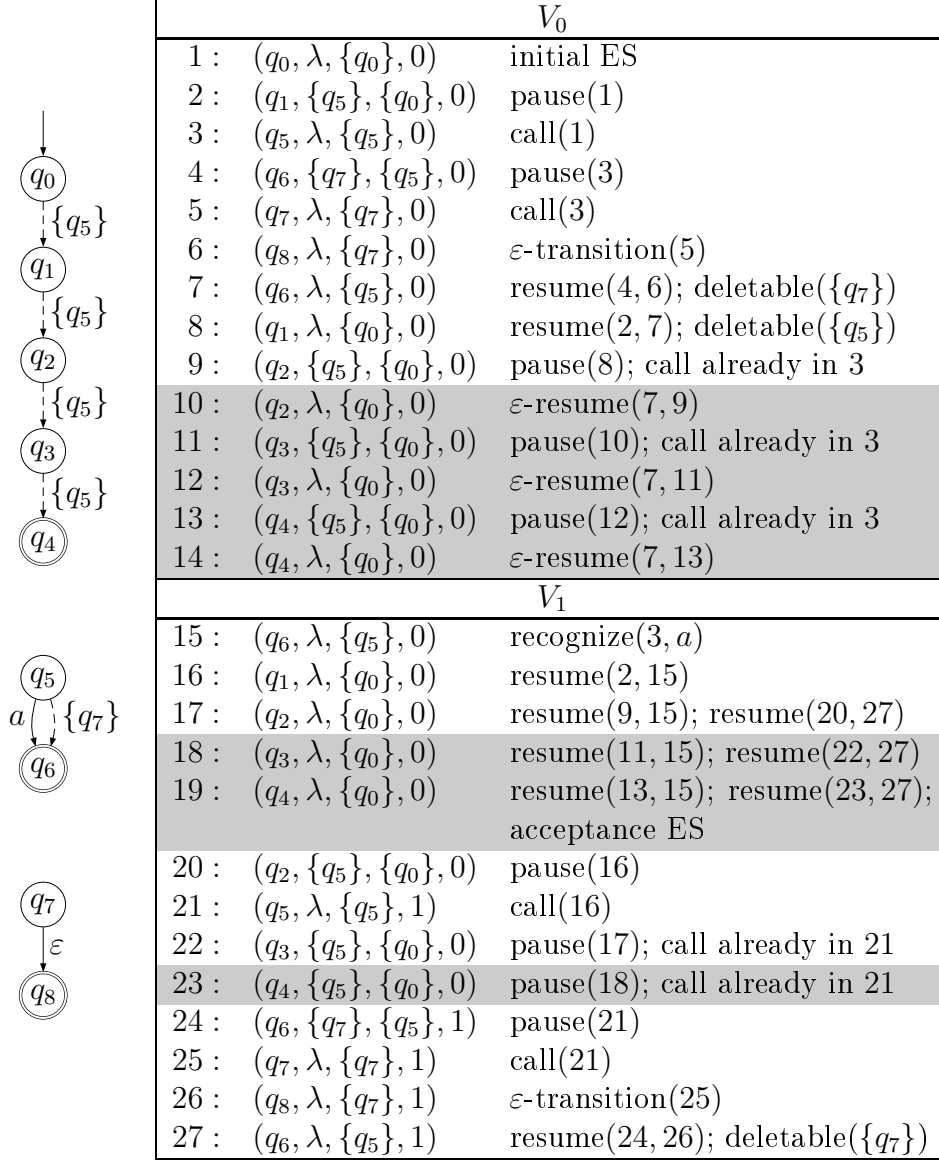 q₀
{q₅}
q₁
{q₅}
q₂
{q₅}
q₃
{q₅}
q₄
q₅
a {q₇}
q₆
q₇
ε
q₈
V₀
1 : (q₀, λ, {q₀}, 0) initial ES
2 : (q₁, {q₅}, {q₀}, 0) pause(1)
3 : (q₅, λ, {q₅}, 0) call(1)
4 : (q₆, {q₇}, {q₅}, 0) pause(3)
5 : (q₇, λ, {q₇}, 0) call(3)
6 : (q₈, λ, {q₇}, 0) ε-transition(5)
7 : (q₆, λ, {q₅}, 0) resume(4, 6); deletable({q₇})
8 : (q₁, λ, {q₀}, 0) resume(2, 7); deletable({q₅})
9 : (q₂, {q₅}, {q₀}, 0) pause(8); call already in 3
10 : (q₂, λ, {q₀}, 0) ε-resume(7, 9)
11 : (q₃, {q₅}, {q₀}, 0) pause(10); call already in 3
12 : (q₃, λ, {q₀}, 0) ε-resume(7, 11)
13 : (q₄, {q₅}, {q₀}, 0) pause(12); call already in 3
14 : (q₄, λ, {q₀}, 0) ε-resume(7, 13)
V₁
15 : (q₆, λ, {q₅}, 0) recognize(3, a)
16 : (q₁, λ, {q₀}, 0) resume(2, 15)
17 : (q₂, λ, {q₀}, 0) resume(9, 15); resume(20, 27)
18 : (q₃, λ, {q₀}, 0) resume(11, 15); resume(22, 27)
19 : (q₄, λ, {q₀}, 0) resume(13, 15); resume(23, 27);
acceptance ES
20 : (q₂, {q₅}, {q₀}, 0) pause(16)
21 : (q₅, λ, {q₅}, 1) call(16)
22 : (q₃, {q₅}, {q₀}, 0) pause(17); call already in 21
23 : (q₄, {q₅}, {q₀}, 0) pause(18); call already in 21
24 : (q₆, {q₇}, {q₅}, 1) pause(21)
25 : (q₇, λ, {q₇}, 1) call(21)
26 : (q₈, λ, {q₇}, 1) ε-transition(25)
27 : (q₆, λ, {q₅}, 1) resume(24, 26); deletable({q₇})